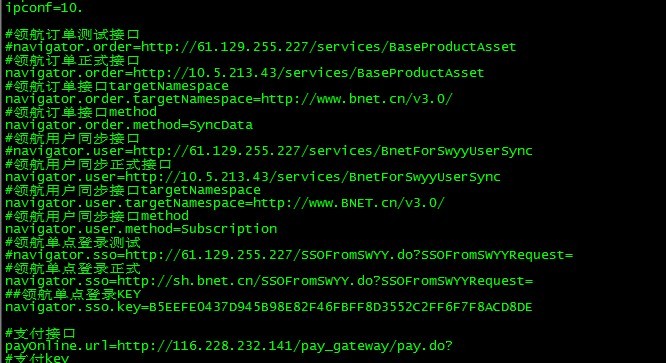 ipconf=10.
#领航订单测试接口
#navigator.order=http://61.129.255.227/services/BaseProductAsset
#领航订单正式接口
navigator.order=http://10.5.213.43/services/BaseProductAsset
#领航订单接口targetNamespace
navigator.order.targetNamespace=http://www.bnet.cn/v3.0/
#领航订单接口method
navigator.order.method=SyncData
#领航用户同步接口
#navigator.user=http://61.129.255.227/services/BnetForSwyyUserSync
#领航用户同步正式接口
navigator.user=http://10.5.213.43/services/BnetForSwyyUserSync
#领航用户同步接口targetNamespace
navigator.user.targetNamespace=http://www.BNET.cn/v3.0/
#领航用户同步接口method
navigator.user.method=Subscription
#领航单点登录测试
#navigator.sso=http://61.129.255.227/SSOFromSWYY.do?SSOFromSWYYRequest=
#领航单点登录正式
navigator.sso=http://sh.bnet.cn/SSOFromSWYY.do?SSOFromSWYYRequest=
##领航单点登录KEY
navigator.sso.key=B5EEFE0437D945B98E82F46FBFF8D3552C2FF6F7F8ACD8DE
#支付接口
payOnline.url=http://116.228.232.141/pay_gateway/pay.do?
#支付key